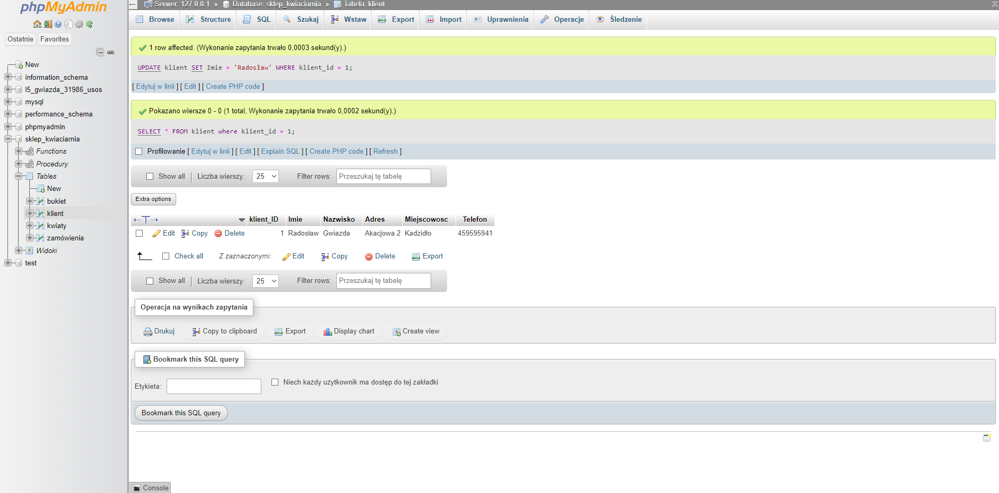 phpMyAdmin
Ostatnie Favorites
New
information_schema
l5_gwiazda_31986_usos
mysql
performance_schema
phpmyadmin
sklep_kwiaciarnia
Functions
Procedury
Tables
New
bukiet
klient
kwiaty
zamówienia
Widoki
test
Serwer: 127.0.0.1 » Database: sklep_kwiaciarnia » Tabela: klient
Browse Structure SQL Szukaj Wstaw Export Import Uprawnienia Operacje Śledzenie
1 row affected. (Wykonanie zapytania trwało 0,0003 sekund(y).)
UPDATE klient SET Imie = 'Radosław' WHERE klient_id = 1;
[ Edytuj w linii ] [ Edit ] [ Create PHP code ]
Pokazano wiersze 0 - 0 (1 total, Wykonanie zapytania trwało 0,0002 sekund(y).)
SELECT * FROM klient where klient_id = 1;
Profilowanie [ Edytuj w linii ] [ Edit ] [ Explain SQL ] [ Create PHP code ] [ Refresh ]
Show all | Liczba wierszy: 25 Filter rows: Przeszukaj tę tabelę
Extra options
←T→ klient_ID Imie Nazwisko Adres Miejscowosc Telefon
Edit Copy Delete 1 Radosław Gwiazda Akacjowa 2 Kadzidło 459595941
Check all Z zaznaczonymi: Edit Copy Delete Export
Show all | Liczba wierszy: 25 Filter rows: Przeszukaj tę tabelę
Operacja na wynikach zapytania
Drukuj Copy to clipboard Export Display chart Create view
Bookmark this SQL query
Etykieta: Niech każdy użytkownik ma dostęp do tej zakładki
Bookmark this SQL query
Console